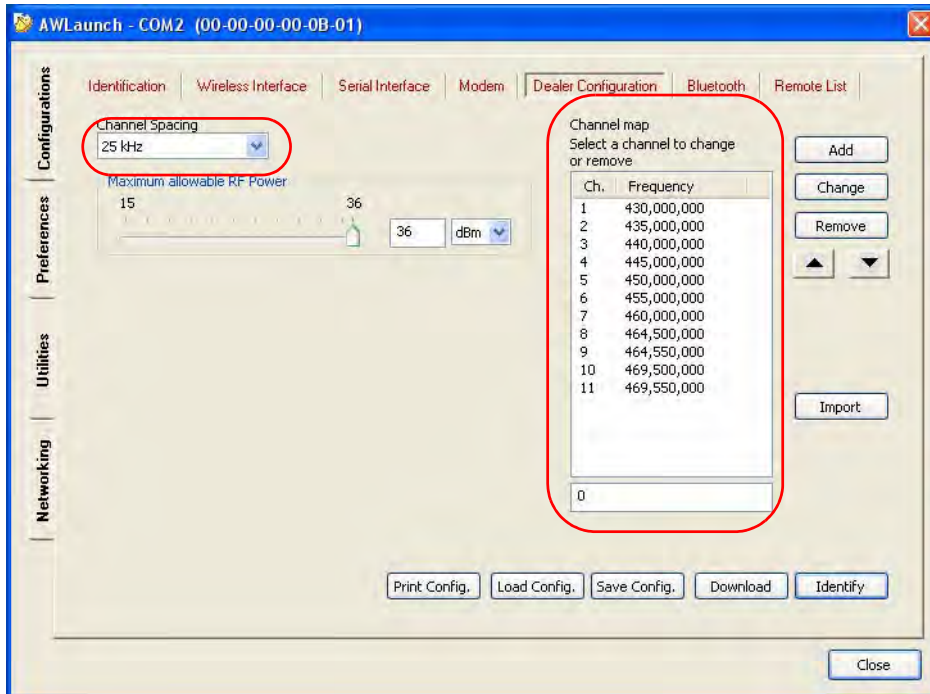 AWLaunch - COM2 (00-00-00-00-0B-01)
Configurations
Preferences
Utilities
Networking
Identification Wireless Interface Serial Interface Modem Dealer Configuration Bluetooth Remote List
Channel Spacing
25 kHz
Maximum allowable RF Power
15 36
36 dBm
Channel map
Select a channel to change
or remove
Ch. Frequency
1 430,000,000
2 435,000,000
3 440,000,000
4 445,000,000
5 450,000,000
6 455,000,000
7 460,000,000
8 464,500,000
9 464,550,000
10 469,500,000
11 469,550,000
0
Add
Change
Remove
Import
Print Config. Load Config. Save Config. Download Identify
Close